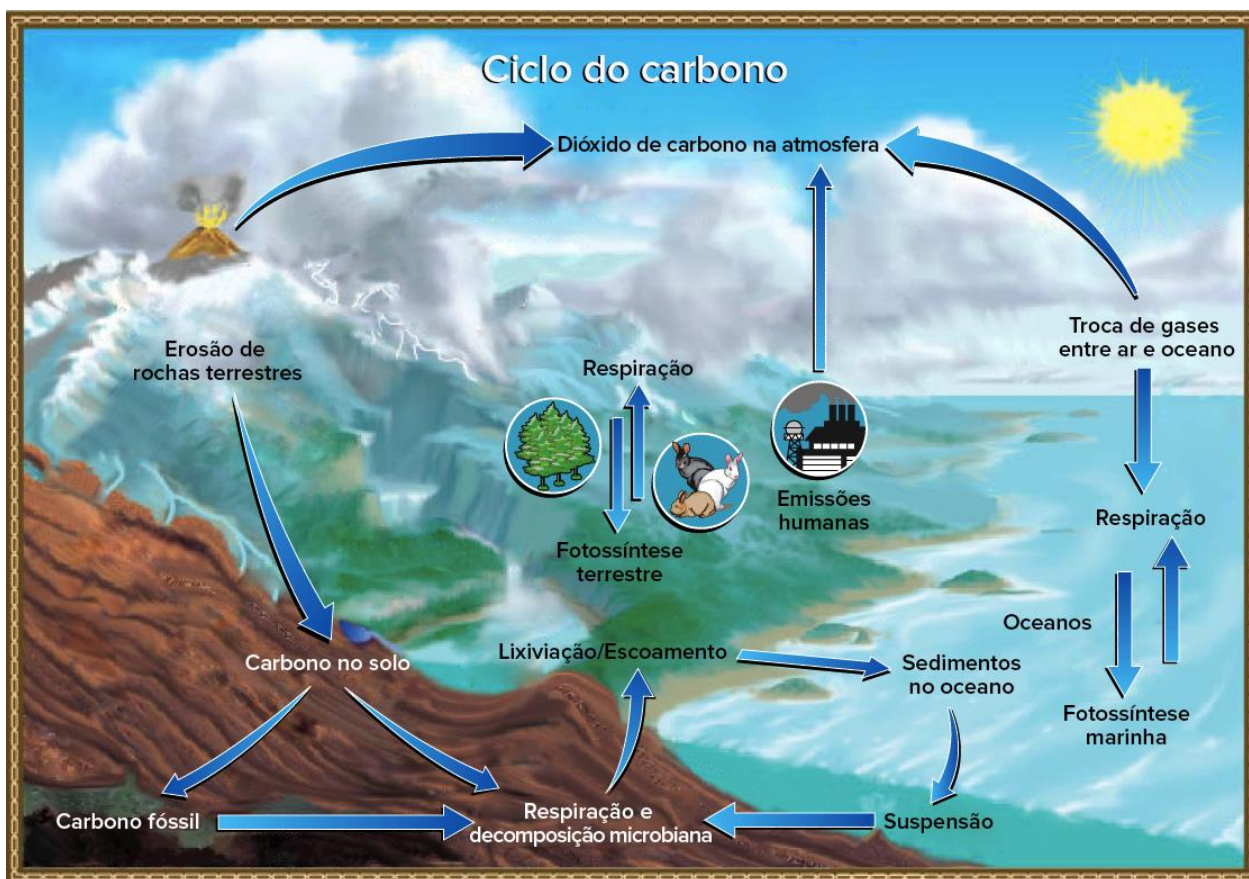 Ciclo do carbono
Dióxido de carbono na atmosfera
Troca de gases
entre ar e oceano
Erosão de
rochas terrestres
Respiração
Emissões
humanas
Respiração
Fotossíntese
terrestre
Oceanos
Lixiviação/Escoamento
Carbono no solo
Sedimentos
no oceano
Fotossíntese
marinha
Carbono fóssil
Respiração e
decomposição microbiana
Suspensão